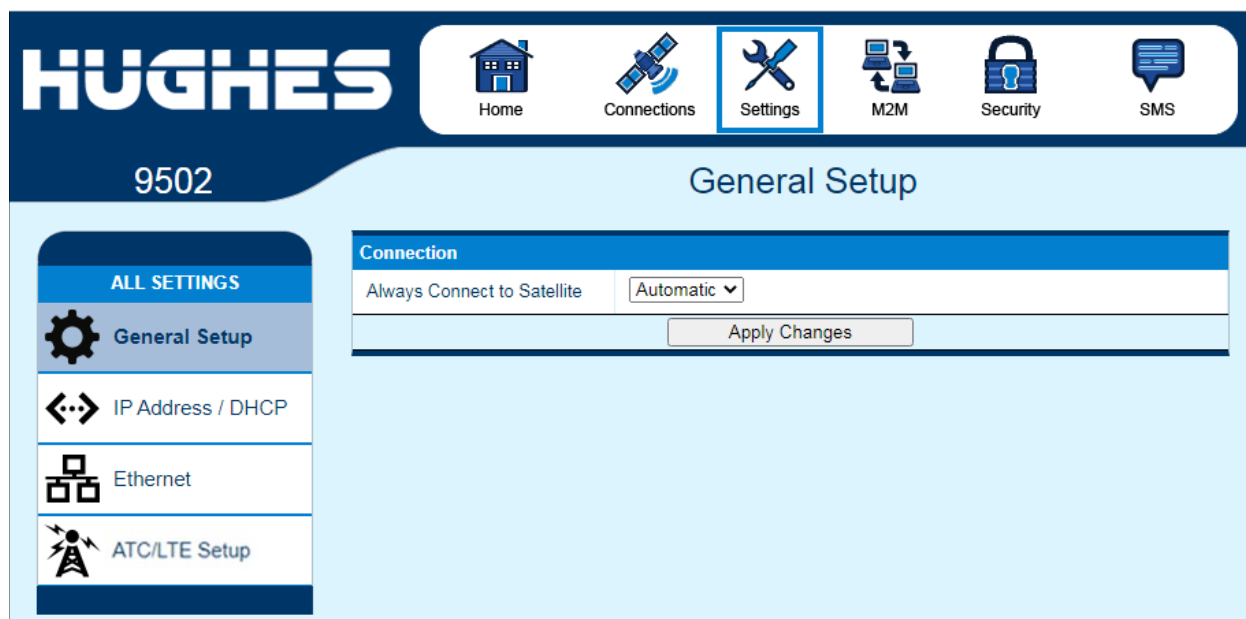 HUGHES
Home
Connections
Settings
M2M
Security
SMS
9502
General Setup
ALL SETTINGS
General Setup
IP Address / DHCP
Ethernet
ATC/LTE Setup
Connection
Always Connect to Satellite
Automatic
Apply Changes